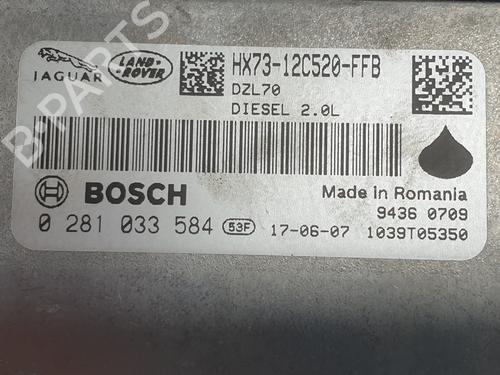 JAGUAR
LAND ROVER
HX73-12C520-FFB
DZL70
DIESEL 2.0L
BOSCH
Made in Romania
9436 0709
0 281 033 584 53F 17-06-07 1039T05350
B-PARTS